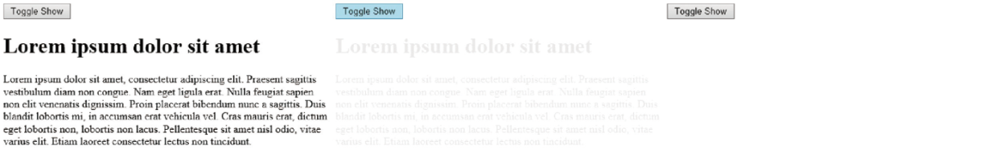 Toggle Show
Lorem ipsum dolor sit amet
Lorem ipsum dolor sit amet, consectetur adipiscing elit. Praesent sagittis
vestibulum diam non congue. Nam eget ligula erat. Nulla feugiat sapien
non elit venenatis dignissim. Proin placerat bibendum nunc a sagittis. Duis
blandit lobortis mi, in accumsan erat vehicula vel. Cras mauris erat, dictum
eget lobortis non, lobortis non lacus. Pellentesque sit amet nisl odio, vitae
varius elit. Etiam laoreet consectetur lectus non tincidunt.
Toggle Show
Lorem ipsum dolor sit amet
Lorem ipsum dolor sit amet, consectetur adipiscing elit. Praesent sagittis
vestibulum diam non congue. Nam eget ligula erat. Nulla feugiat sapien
non elit venenatis dignissim. Proin placerat bibendum nunc a sagittis. Duis
blandit lobortis mi, in accumsan erat vehicula vel. Cras mauris erat, dictum
eget lobortis non, lobortis non lacus. Pellentesque sit amet nisl odio, vitae
varius elit. Etiam laoreet consectetur lectus non tincidunt.
Toggle Show